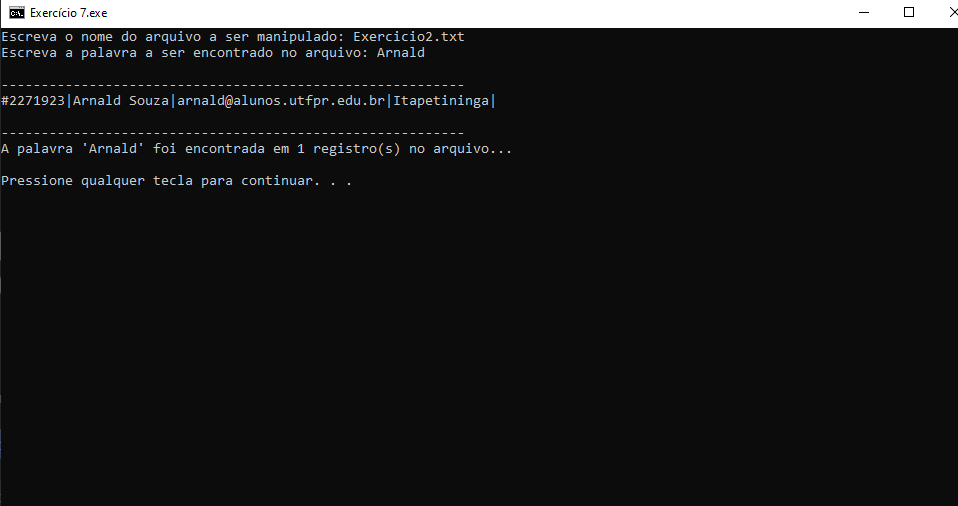 Exercício 7.exe
Escreva o nome do arquivo a ser manipulado: Exercicio2.txt
Escreva a palavra a ser encontrado no arquivo: Arnald
----------------------------------------------------------
#2271923|Arnald Souza|arnald@alunos.utfpr.edu.br|Itapetininga|
----------------------------------------------------------
A palavra 'Arnald' foi encontrada em 1 registro(s) no arquivo...
Pressione qualquer tecla para continuar. . .